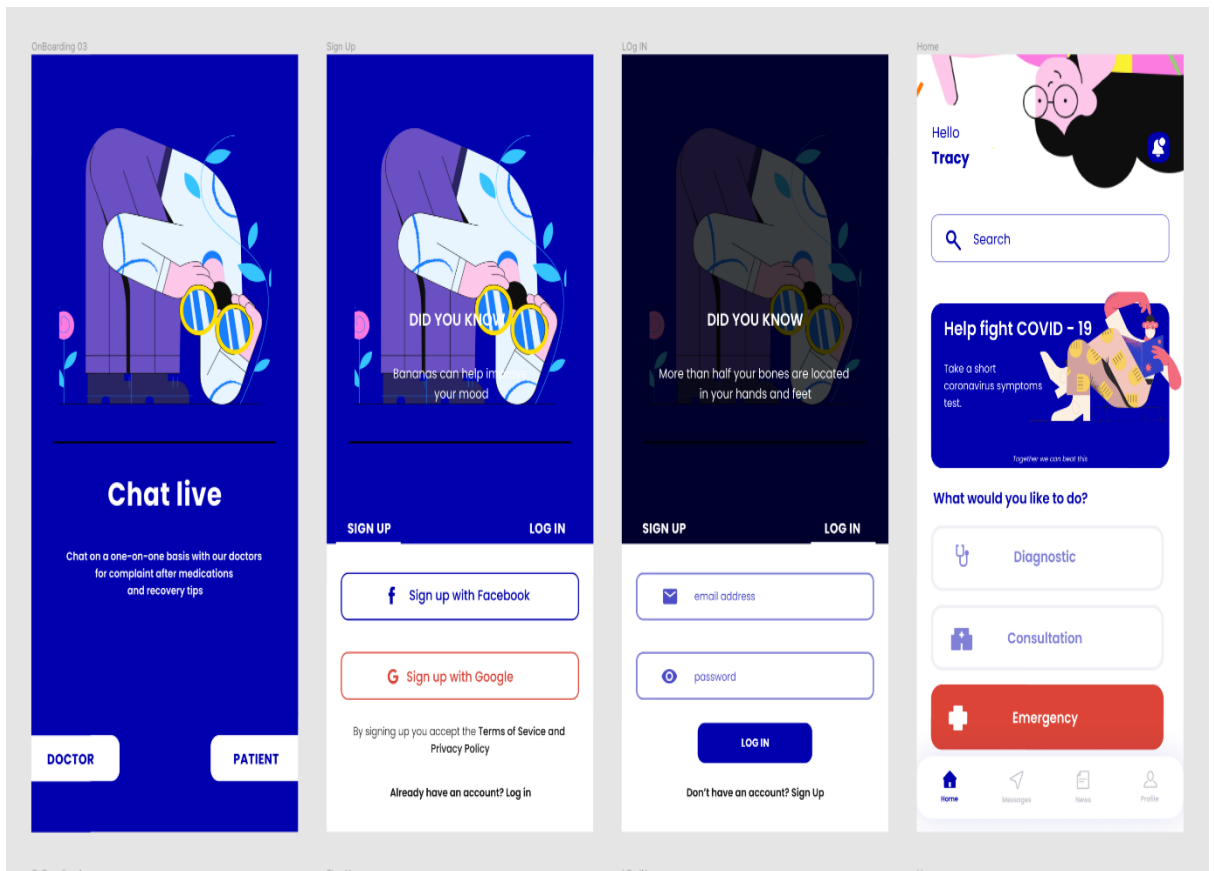 OnBoarding 03
Chat live
Chat on a one-on-one basis with our doctors
for complaint after medications
and recovery tips
DOCTOR
PATIENT
Sign Up
DID YOU KNOW
Bananas can help
your mood
SIGN UP
LOG IN
f Sign up with Facebook
G Sign up with Google
By signing up you accept the Terms of Sevice and
Privacy Policy
Already have an account? Log in
LOg IN
DID YOU KNOW
More than half your bones are located
in your hands and feet
SIGN UP
LOG IN
email address
password
LOG IN
Don't have an account? Sign Up
Home
Hello
Tracy
Search
Help fight COVID - 19
Take a short
coronavirus symptoms
test.
Together we can beat this
What would you like to do?
Diagnostic
Consultation
Emergency
Home
Messages
News
Profile